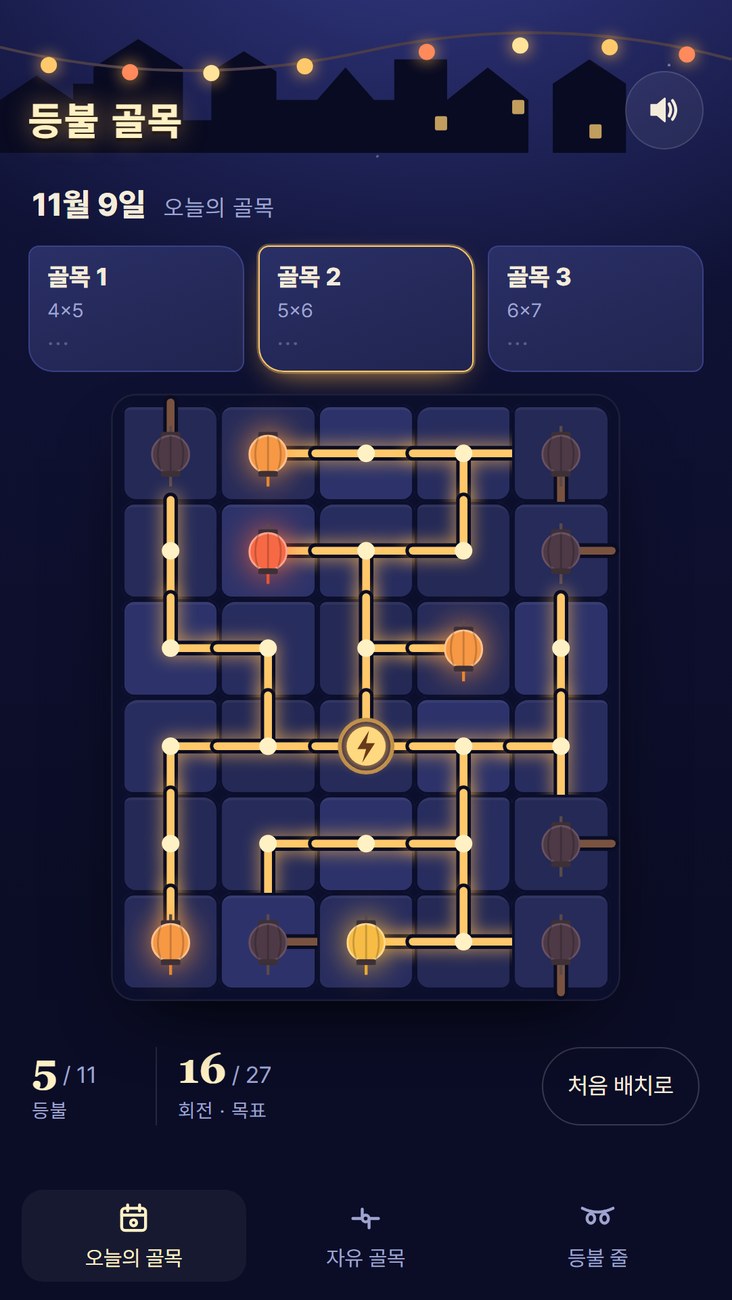 등불 골목
11월 9일 오늘의 골목
골목 1
4×5
...
골목 2
5×6
...
골목 3
6×7
...
5 / 11
등불
16 / 27
회전 · 목표
처음 배치로
오늘의 골목
자유 골목
등불 줄